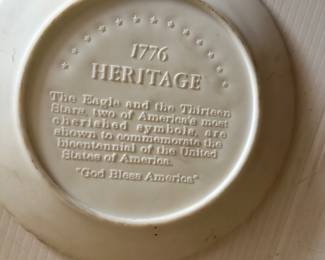 1776
HERITAGE
The Eagle and the Thirteen
Stars, two of America's most
cherished symbols, are
shown to commemorate the
bicentennial of the United
States of America.
"God Bless America"